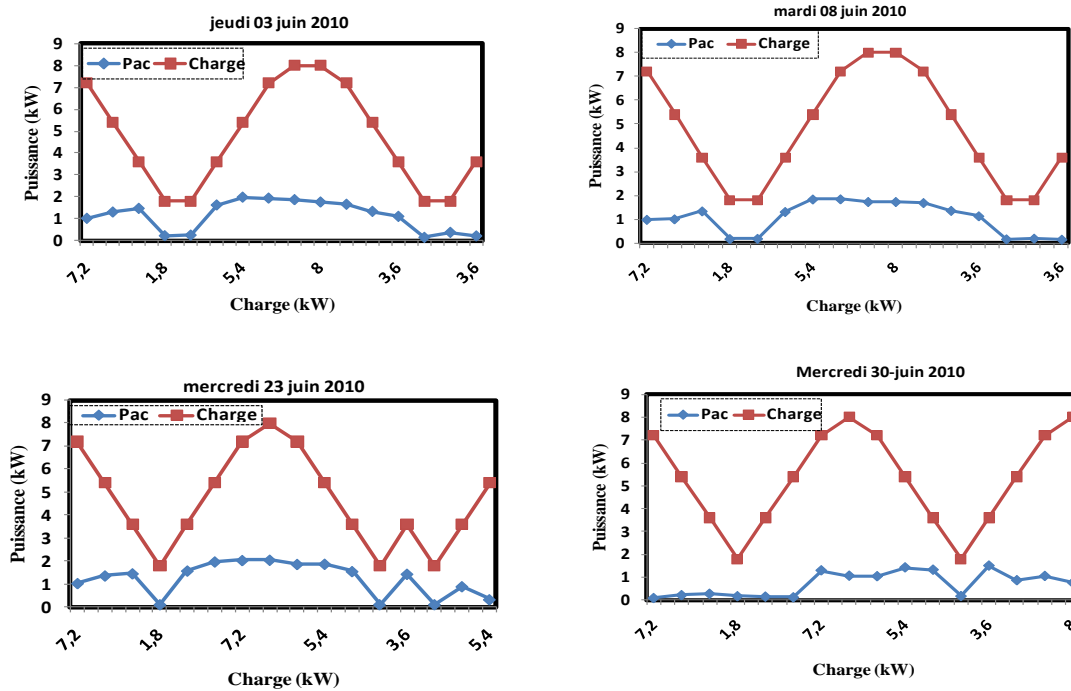 jeudi 03 juin 2010
9
8
7
6
5
4
3
2
1
0
Puissance (kW)
Pac Charge
7,2 1,8 5,4 8 3,6 3,6
Charge (kW)
mardi 08 juin 2010
9
8
7
6
5
4
3
2
1
0
Puissance (kW)
Pac Charge
7,2 1,8 5,4 8 3,6 3,6
Charge (kW)
mercredi 23 juin 2010
9
8
7
6
5
4
3
2
1
0
Puissance (kW)
Pac Charge
7,2 1,8 7,2 5,4 3,6 5,4
Charge (kW)
Mercredi 30-juin 2010
9
8
7
6
5
4
3
2
1
0
Puissance (kW)
Pac Charge
7,2 1,8 7,2 5,4 3,6 8
Charge (kW)